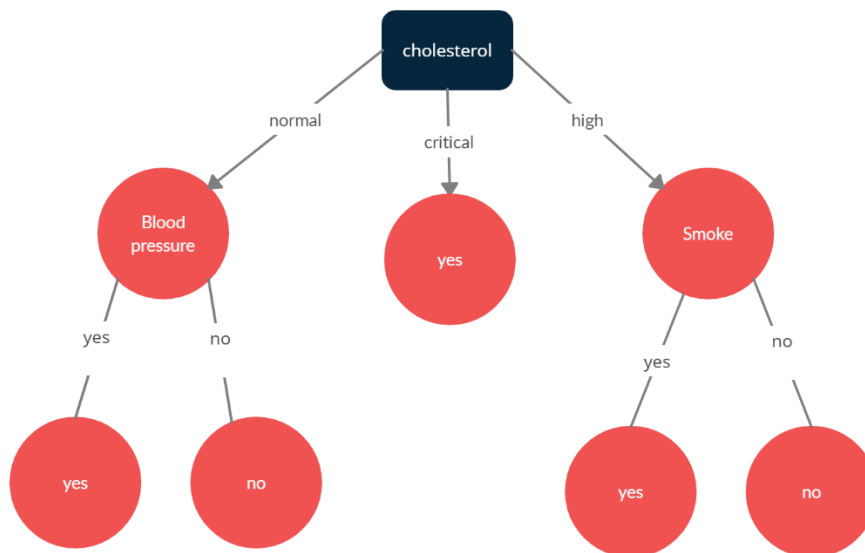 cholesterol
normal
critical
high
Blood
pressure
yes
Smoke
yes
no
yes
no
yes
no
yes
no